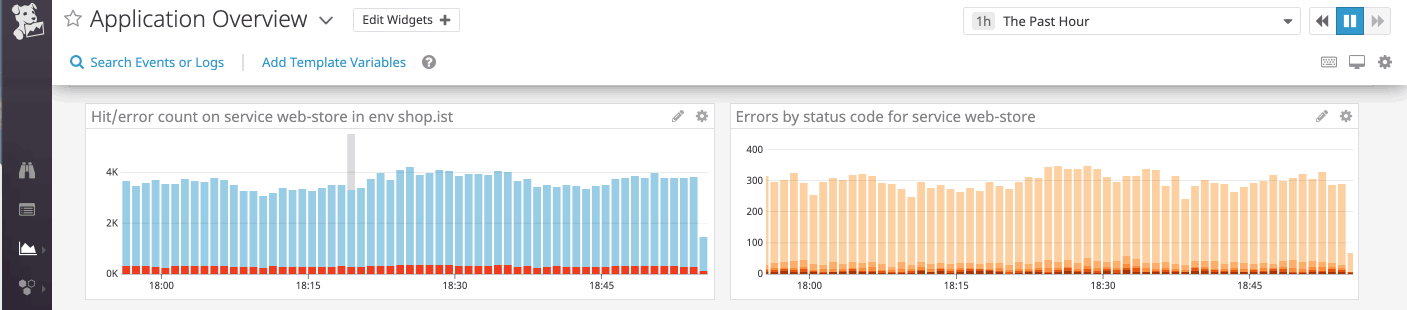 Application Overview
Edit Widgets +
1h The Past Hour
Search Events or Logs
Add Template Variables
?
Hit/error count on service web-store in env shop.ist
4K
2K
0K
18:00 18:15 18:30 18:45
Errors by status code for service web-store
400
300
200
100
0
18:00 18:15 18:30 18:45